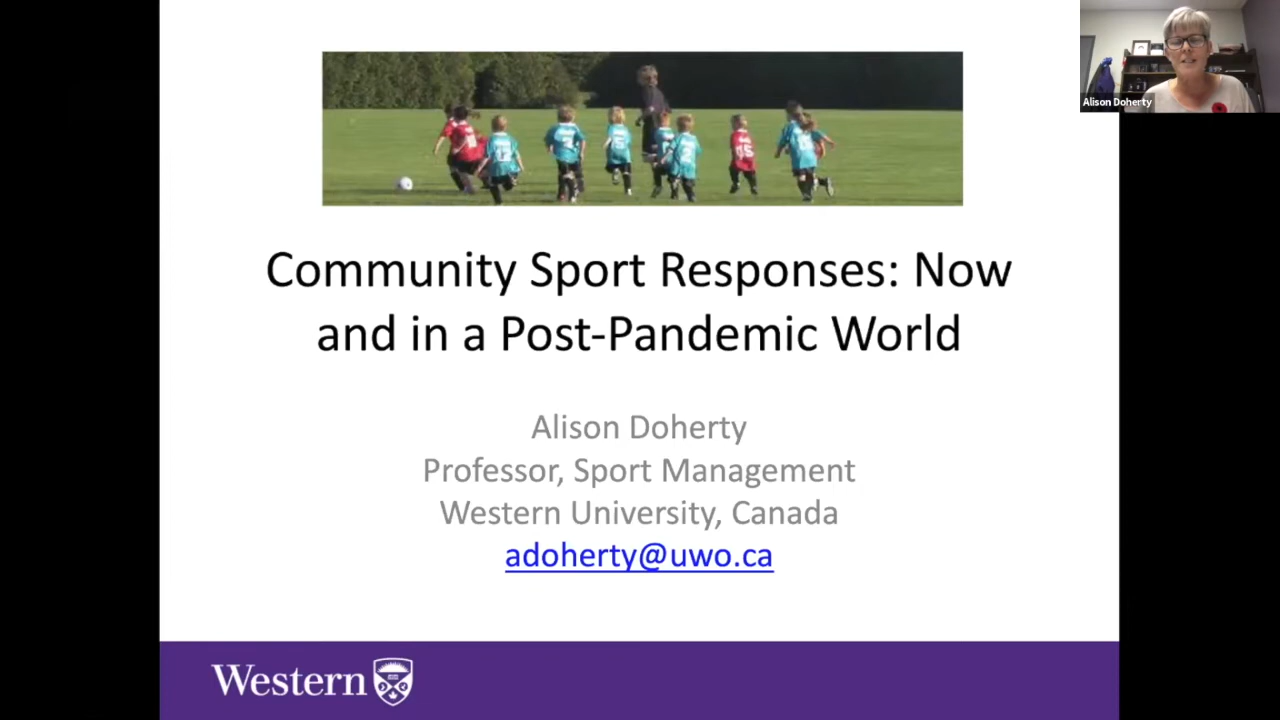 Alison Doherty
Community Sport Responses: Now
and in a Post-Pandemic World
Alison Doherty
Professor, Sport Management
Western University, Canada
adoherty@uwo.ca
Western